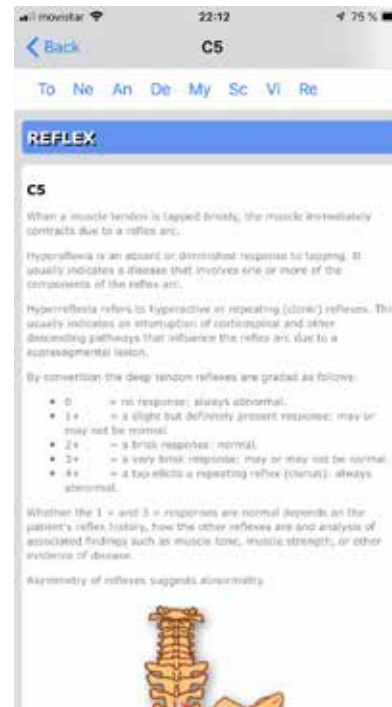 movistar 22:12 75 %
Back C5
To Ne An De My Sc Vi Re
REFLEX
C5
When a muscle tendon is tapped briskly, the muscle immediately
contracts due to a reflex arc.
Hyporeflexia is an absent or diminished response to tapping. It
usually indicates a disease that involves one or more of the
components of the reflex arc.
Hyperreflexia refers to hyperactive or repeating (clonic) reflexes. This
usually indicates an interruption of corticospinal and other
descending pathways that influence the reflex arc due to a
suprasegmental lesion.
By convention the deep tendon reflexes are graded as follows:
• 0 = no response: always abnormal.
• 1+ = a slight but definitely present response: may or
may not be normal.
• 2+ = a brisk response: normal.
• 3+ = a very brisk response: may or may not be normal
• 4+ = a tap elicits a repeating reflex (clonus): always
abnormal.
Whether the 1 + and 3 + responses are normal depends on the
patient's reflex history, how the other reflexes are and analysis of
associated findings such as muscle tone, muscle strength, or other
evidence of disease.
Asymmetry of reflexes suggests abnormality.